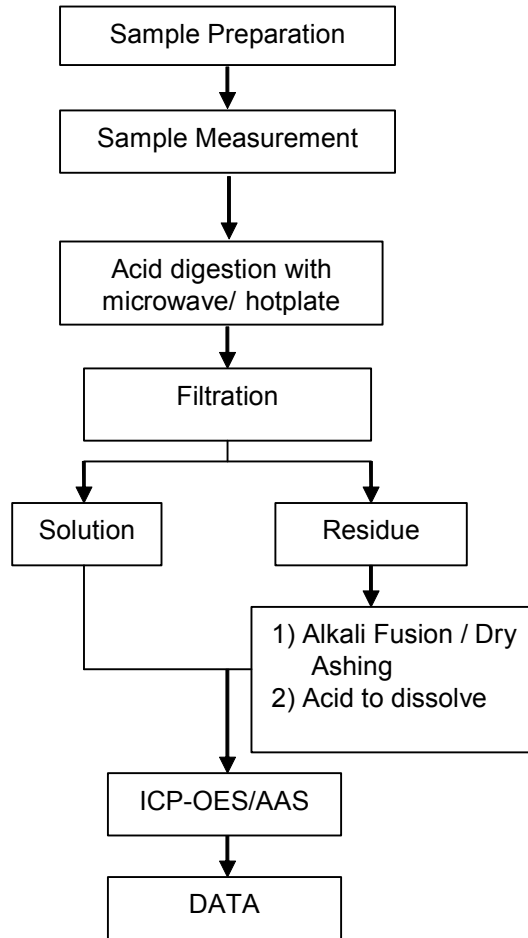 Sample Preparation
Sample Measurement
Acid digestion with
microwave/ hotplate
Filtration
Solution
Residue
1) Alkali Fusion / Dry
Ashing
2) Acid to dissolve
ICP-OES/AAS
DATA